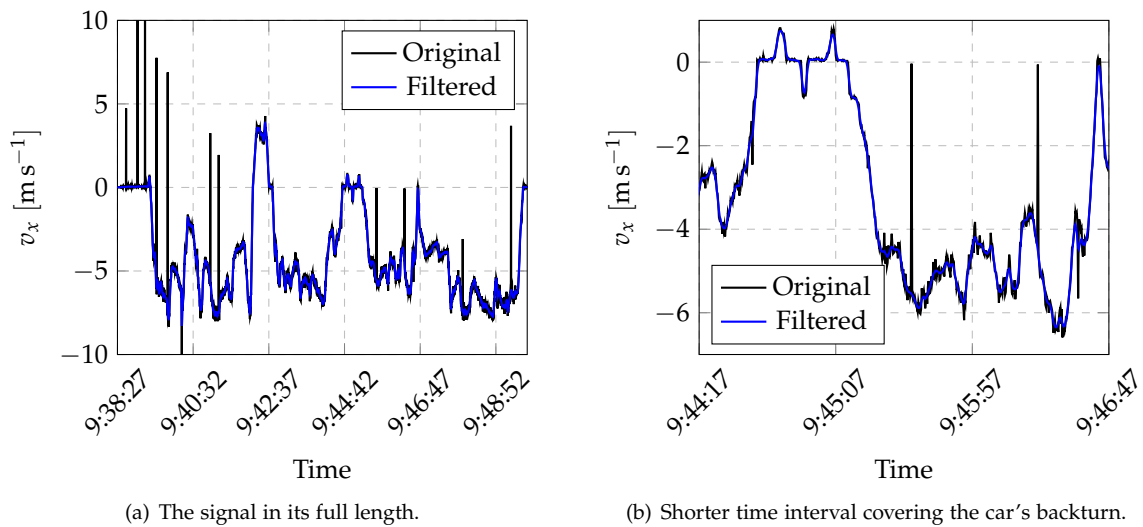 10
5
0
−5
−10
v_x [m s⁻¹]
Original
Filtered
9:38:27
9:40:32
9:42:37
9:44:42
9:46:47
9:48:52
Time
(a) The signal in its full length.
0
−2
−4
−6
v_x [m s⁻¹]
Original
Filtered
9:44:17
9:45:07
9:45:57
9:46:47
Time
(b) Shorter time interval covering the car's backturn.